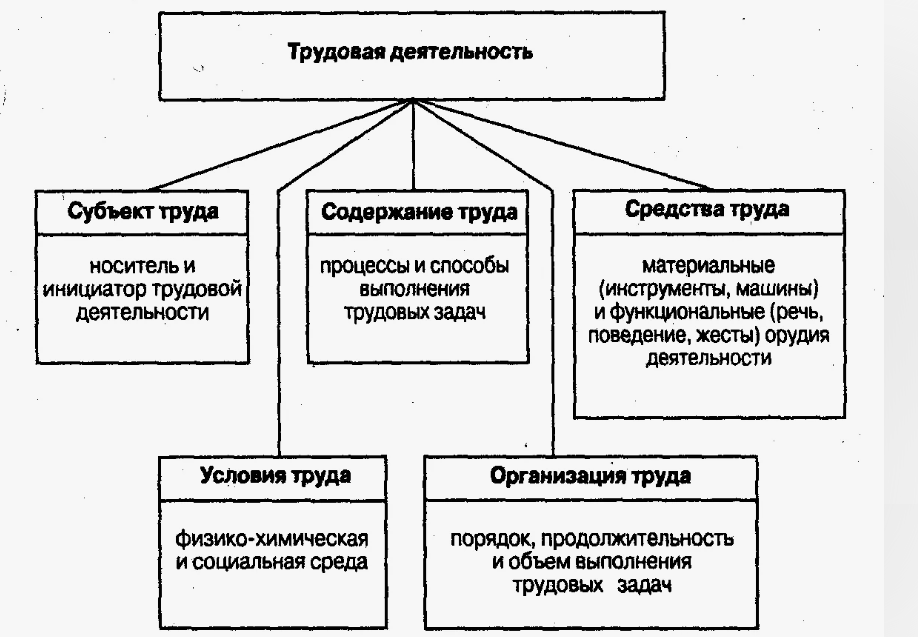 Трудовая деятельность
Субъект труда
носитель и
инициатор трудовой
деятельности
Содержание труда
процессы и способы
выполнения
трудовых задач
Средства труда
материальные
(инструменты, машины)
и функциональные (речь,
поведение, жесты) орудия
деятельности
Условия труда
физико-химическая
и социальная среда
Организация труда
порядок, продолжительность
и объем выполнения
трудовых задач